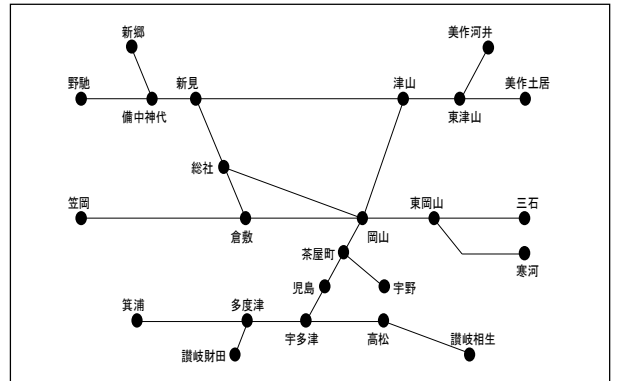 新郷
美作河井
野馳
新見
津山
美作土居
備中神代
東津山
総社
笠岡
東岡山
三石
倉敷
岡山
茶屋町
寒河
児島
宇野
箕浦
多度津
宇多津
高松
讃岐相生
讃岐財田